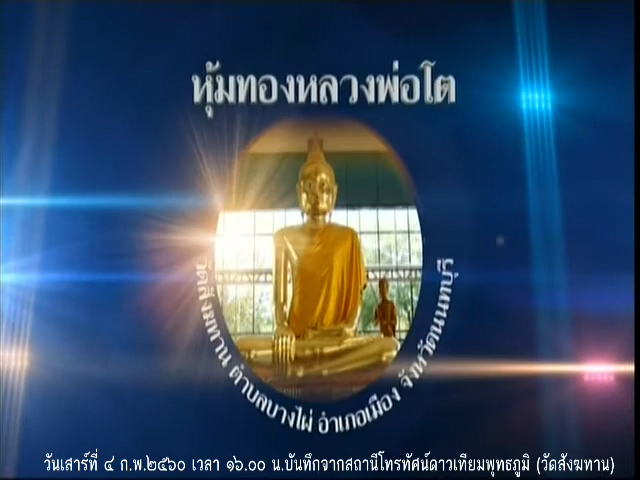 หุ้มทองหลวงพ่อโต
วัดสังฆทาน ตำบลบางไผ่ อำเภอเมือง จังหวัดนนทบุรี
วันเสาร์ที่ ๔ ก.พ.๒๕๖๐ เวลา ๑๖.๐๐ น.บันทึกจากสถานีโทรทัศน์ดาวเทียมพุทธภูมิ (วัดสังฆทาน)